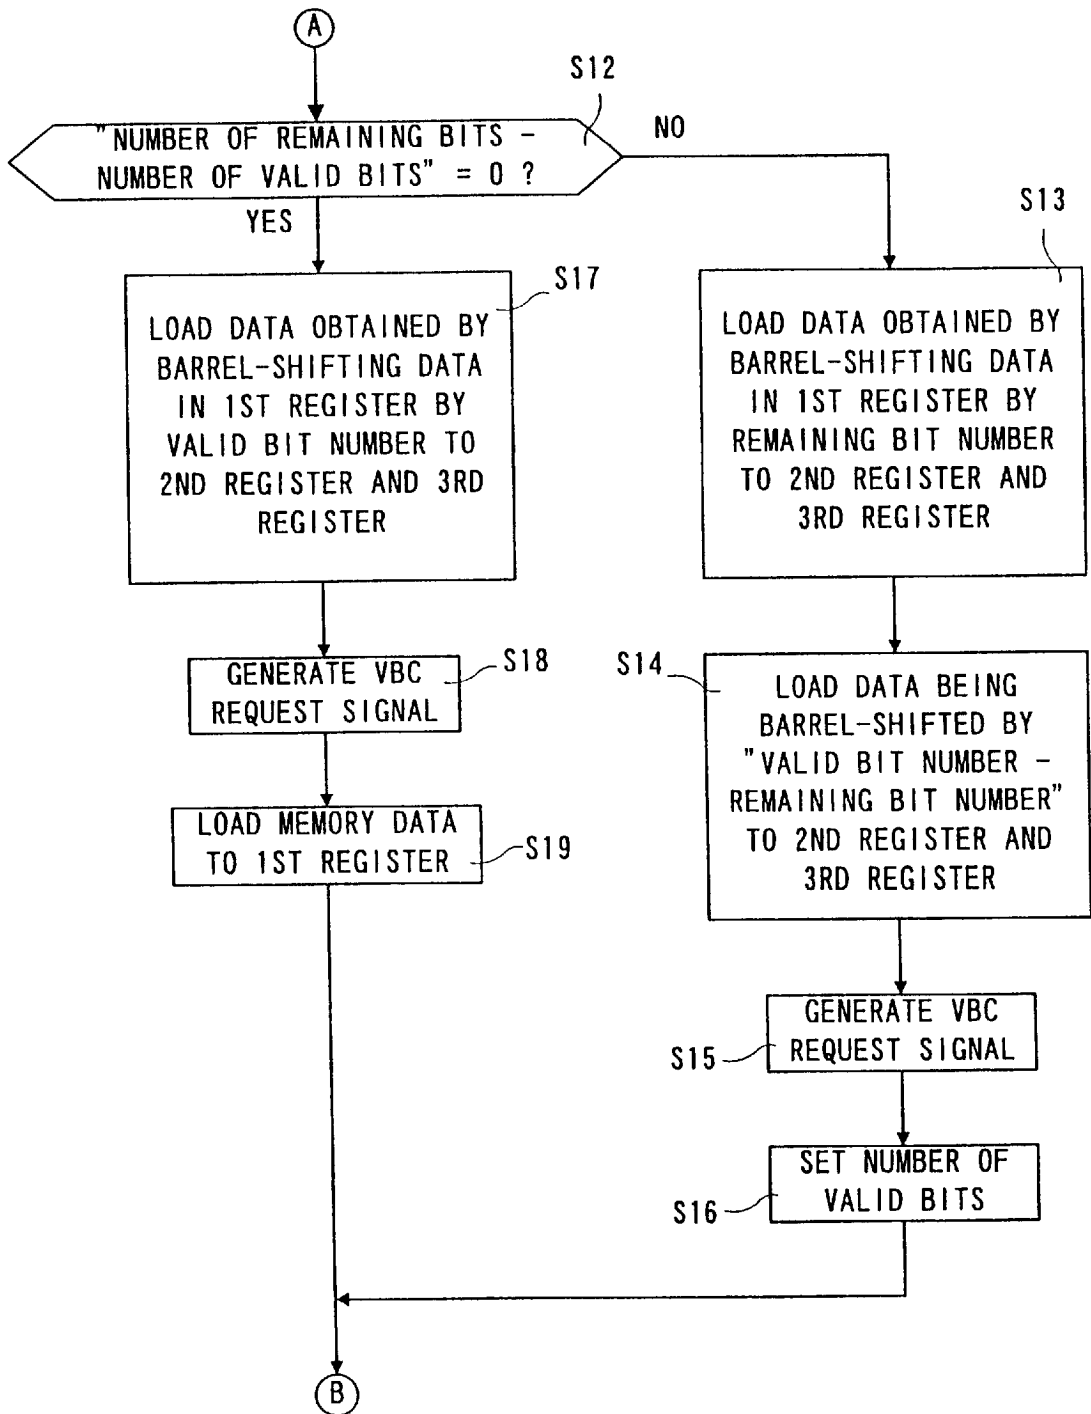 A
S12
"NUMBER OF REMAINING BITS -
NUMBER OF VALID BITS" = 0 ?
NO
YES
S17
LOAD DATA OBTAINED BY
BARREL-SHIFTING DATA
IN 1ST REGISTER BY
VALID BIT NUMBER TO
2ND REGISTER AND 3RD
REGISTER
S13
LOAD DATA OBTAINED BY
BARREL-SHIFTING DATA
IN 1ST REGISTER BY
REMAINING BIT NUMBER
TO 2ND REGISTER AND
3RD REGISTER
S18
GENERATE VBC
REQUEST SIGNAL
S14
LOAD DATA BEING
BARREL-SHIFTED BY
"VALID BIT NUMBER -
REMAINING BIT NUMBER"
TO 2ND REGISTER AND
3RD REGISTER
LOAD MEMORY DATA
TO 1ST REGISTER
S19
GENERATE VBC
REQUEST SIGNAL
S15
SET NUMBER OF
VALID BITS
S16
B